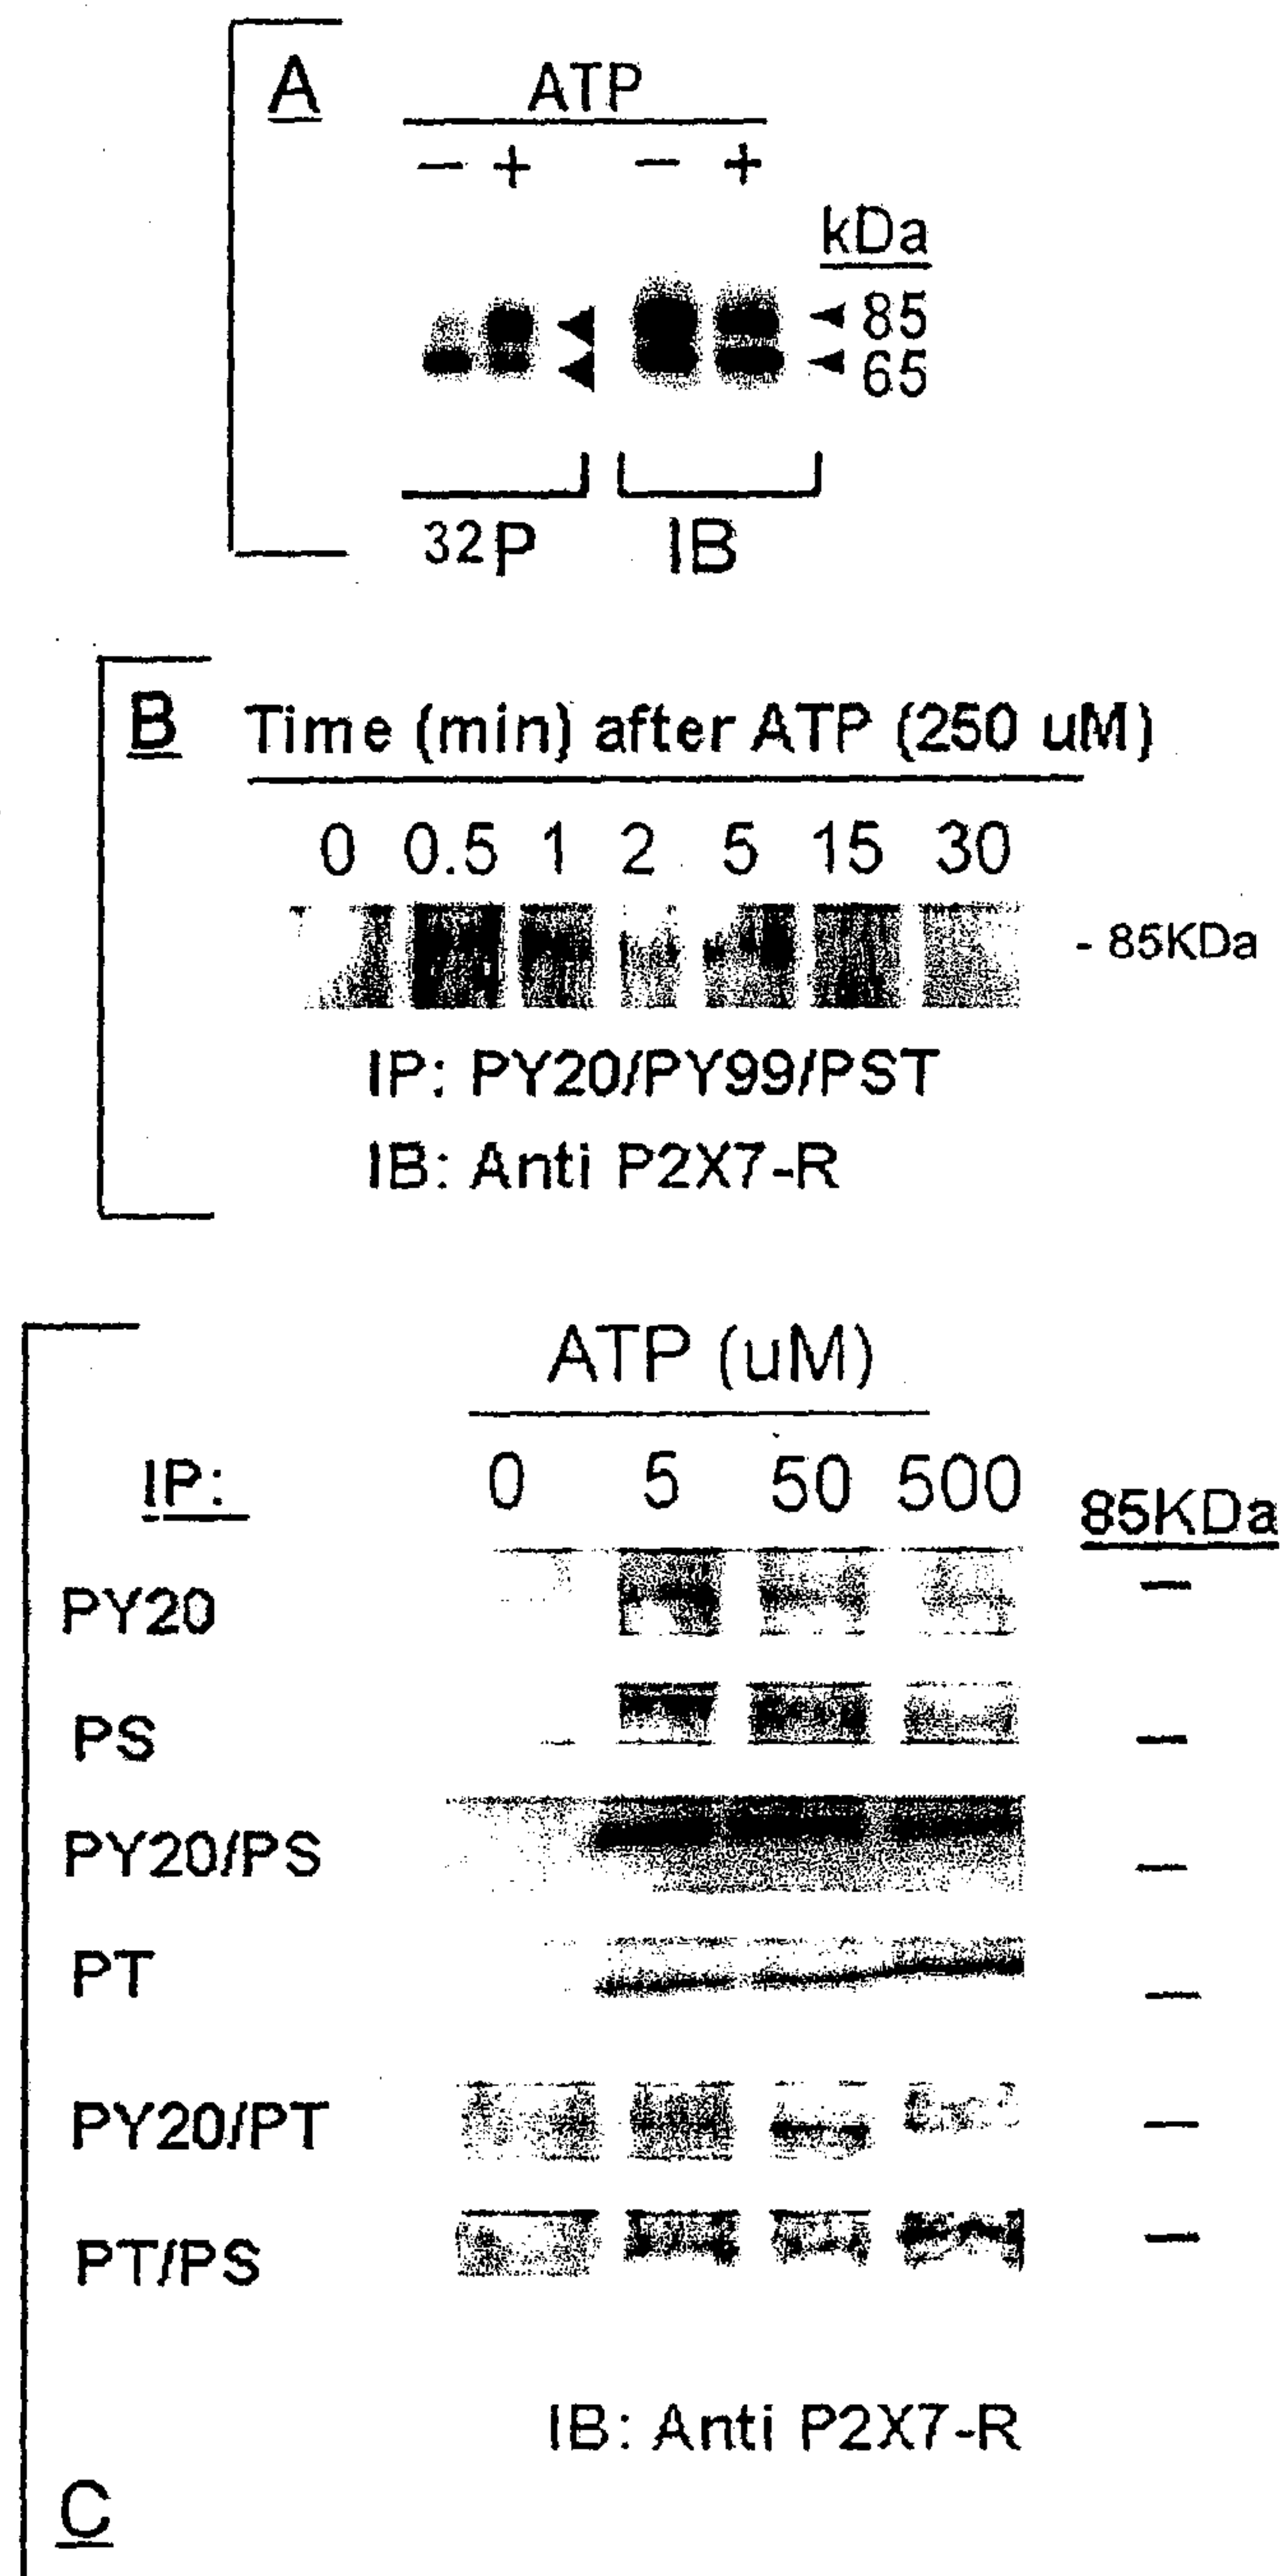 A
ATP
− + − +
kDa
85
65
32P IB
B Time (min) after ATP (250 uM)
0 0.5 1 2 5 15 30
- 85KDa
IP: PY20/PY99/PST
IB: Anti P2X7-R
ATP (uM)
IP: 0 5 50 500 85KDa
PY20
PS
PY20/PS
PT
PY20/PT
PT/PS
IB: Anti P2X7-R
C